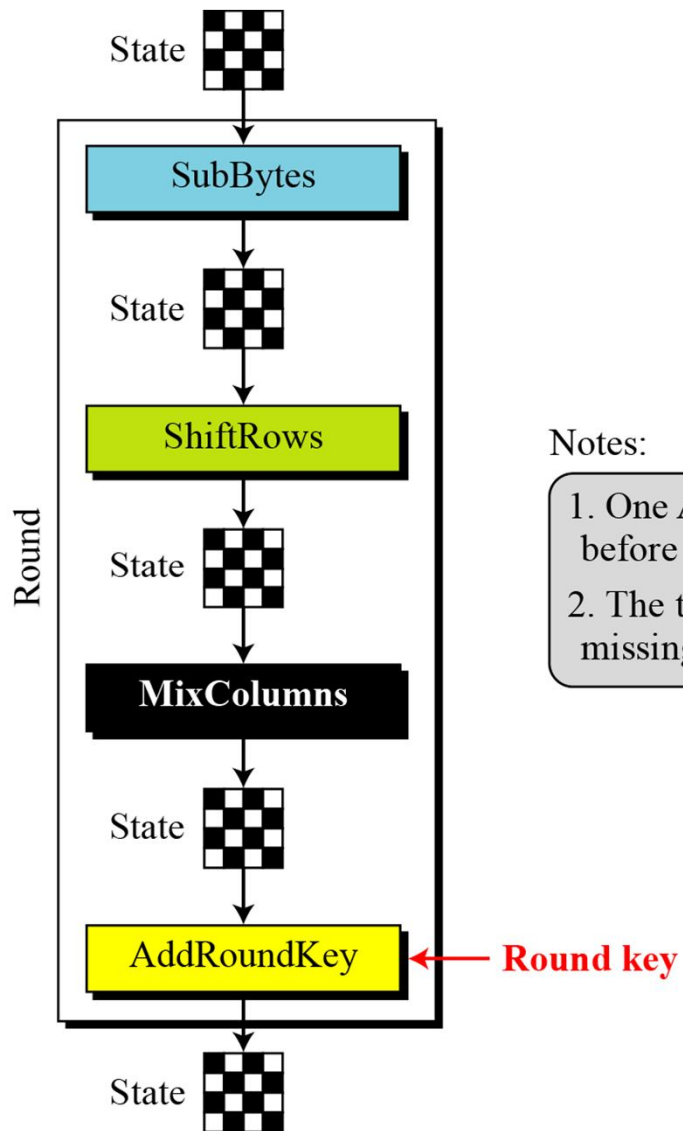 State
SubBytes
State
ShiftRows
State
MixColumns
State
AddRoundKey
Round key
State
Round
Notes:
1. One
before
2. The
missing